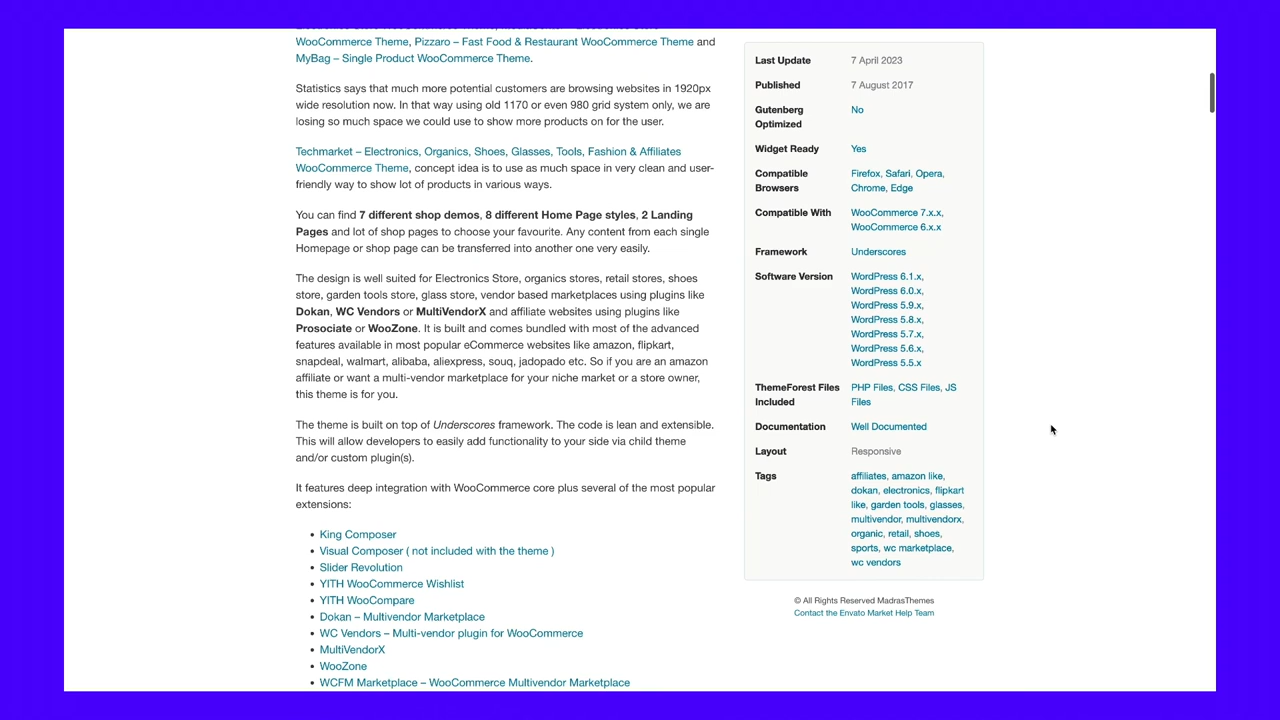 WooCommerce Theme, Pizzaro – Fast Food & Restaurant WooCommerce Theme and
MyBag – Single Product WooCommerce Theme.
Statistics says that much more potential customers are browsing websites in 1920px
wide resolution now. In that way using old 1170 or even 980 grid system only, we are
losing so much space we could use to show more products on for the user.
Techmarket – Electronics, Organics, Shoes, Glasses, Tools, Fashion & Affiliates
WooCommerce Theme, concept idea is to use as much space in very clean and user-
friendly way to show lot of products in various ways.
You can find 7 different shop demos, 8 different Home Page styles, 2 Landing
Pages and lot of shop pages to choose your favourite. Any content from each single
Homepage or shop page can be transferred into another one very easily.
The design is well suited for Electronics Store, organics stores, retail stores, shoes
store, garden tools store, glass store, vendor based marketplaces using plugins like
Dokan, WC Vendors or MultiVendorX and affiliate websites using plugins like
Prosociate or WooZone. It is built and comes bundled with most of the advanced
features available in most popular eCommerce websites like amazon, flipkart,
snapdeal, walmart, alibaba, aliexpress, souq, jadopado etc. So if you are an amazon
affiliate or want a multi-vendor marketplace for your niche market or a store owner,
this theme is for you.
The theme is built on top of Underscores framework. The code is lean and extensible.
This will allow developers to easily add functionality to your side via child theme
and/or custom plugin(s).
It features deep integration with WooCommerce core plus several of the most popular
extensions:
• King Composer
• Visual Composer ( not included with the theme )
• Slider Revolution
• YITH WooCommerce Wishlist
• YITH WooCompare
• Dokan – Multivendor Marketplace
• WC Vendors – Multi-vendor plugin for WooCommerce
• MultiVendorX
• WooZone
• WCFM Marketplace – WooCommerce Multivendor Marketplace
Last Update 7 April 2023
Published 7 August 2017
Gutenberg No
Optimized
Widget Ready Yes
Compatible Firefox, Safari, Opera,
Browsers Chrome, Edge
Compatible With WooCommerce 7.x.x,
WooCommerce 6.x.x
Framework Underscores
Software Version WordPress 6.1.x,
WordPress 6.0.x,
WordPress 5.9.x,
WordPress 5.8.x,
WordPress 5.7.x,
WordPress 5.6.x,
WordPress 5.5.x
ThemeForest Files PHP Files, CSS Files, JS
Included Files
Documentation Well Documented
Layout Responsive
Tags affiliates, amazon like,
dokan, electronics, flipkart
like, garden tools, glasses,
multivendor, multivendorx,
organic, retail, shoes,
sports, wc marketplace,
wc vendors
© All Rights Reserved MadrasThemes
Contact the Envato Market Help Team